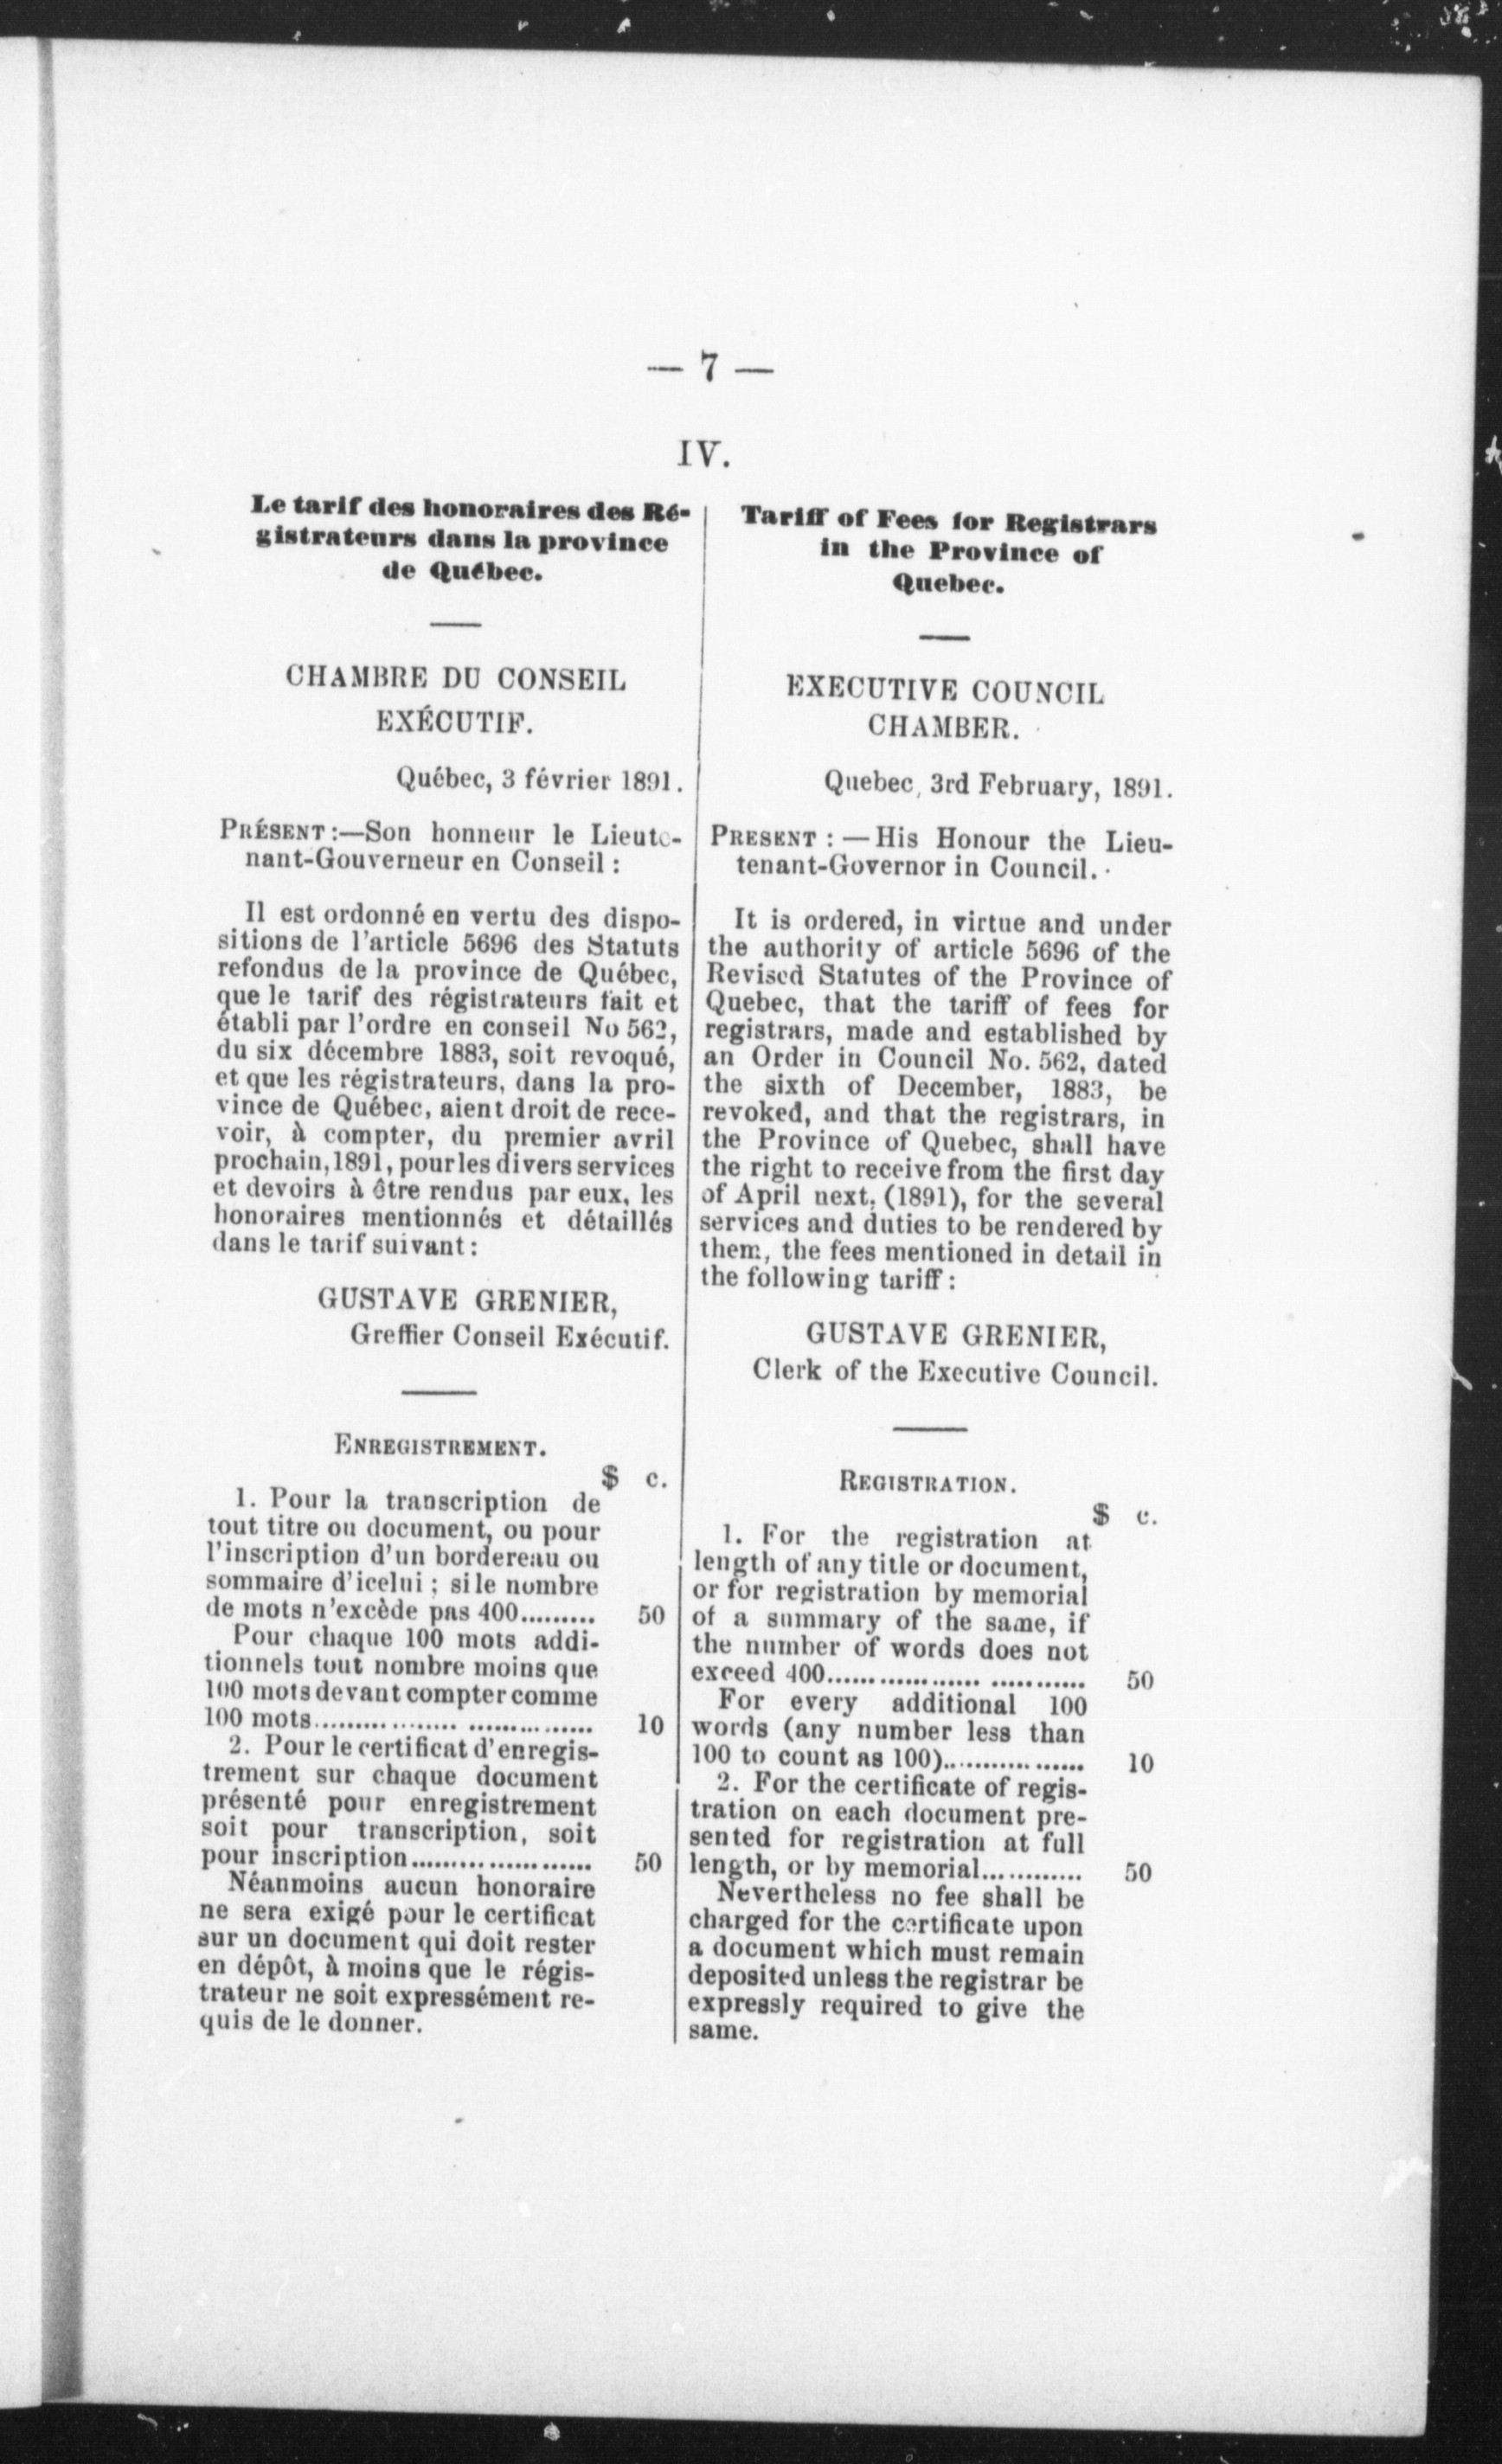 — 7 —
IV.
Le tarif des honoraires des Ré-
gistrateurs dans la province
de Québec.
CHAMBRE DU CONSEIL
EXÉCUTIF.
Québec, 3 février 1891.
PRÉSENT :—Son honneur le Lieute-
nant-Gouverneur en Conseil :
Il est ordonné en vertu des dispo-
sitions de l'article 5696 des Statuts
refondus de la province de Québec,
que le tarif des régistrateurs fait et
établi par l'ordre en conseil No 562,
du six décembre 1883, soit revoqué,
et que les régistrateurs, dans la pro-
vince de Québec, aient droit de rece-
voir, à compter, du premier avril
prochain, 1891, pour les divers services
et devoirs à être rendus par eux, les
honoraires mentionnés et détaillés
dans le tarif suivant :
GUSTAVE GRENIER,
Greffier Conseil Exécutif.
ENREGISTREMENT.
$ c.
1. Pour la transcription de
tout titre ou document, ou pour
l'inscription d'un bordereau ou
sommaire d'icelui ; si le nombre
de mots n'excède pas 400......... 50
Pour chaque 100 mots addi-
tionnels tout nombre moins que
100 mots devant compter comme
100 mots................. ............... 10
2. Pour le certificat d'enregis-
trement sur chaque document
présenté pour enregistrement
soit pour transcription, soit
pour inscription...................... 50
Néanmoins aucun honoraire
ne sera exigé pour le certificat
sur un document qui doit rester
en dépôt, à moins que le régis-
trateur ne soit expressément re-
quis de le donner.
Tariff of Fees for Registrars
in the Province of
Quebec.
EXECUTIVE COUNCIL
CHAMBER.
Quebec, 3rd February, 1891.
PRESENT : — His Honour the Lieu-
tenant-Governor in Council.
It is ordered, in virtue and under
the authority of article 5696 of the
Revised Statutes of the Province of
Quebec, that the tariff of fees for
registrars, made and established by
an Order in Council No. 562, dated
the sixth of December, 1883, be
revoked, and that the registrars, in
the Province of Quebec, shall have
the right to receive from the first day
of April next, (1891), for the several
services and duties to be rendered by
them, the fees mentioned in detail in
the following tariff :
GUSTAVE GRENIER,
Clerk of the Executive Council.
REGISTRATION.
$ c.
1. For the registration at
length of any title or document,
or for registration by memorial
of a summary of the same, if
the number of words does not
exceed 400.................. ............ 50
For every additional 100
words (any number less than
100 to count as 100)................. 10
2. For the certificate of regis-
tration on each document pre-
sented for registration at full
length, or by memorial............ 50
Nevertheless no fee shall be
charged for the certificate upon
a document which must remain
deposited unless the registrar be
expressly required to give the
same.